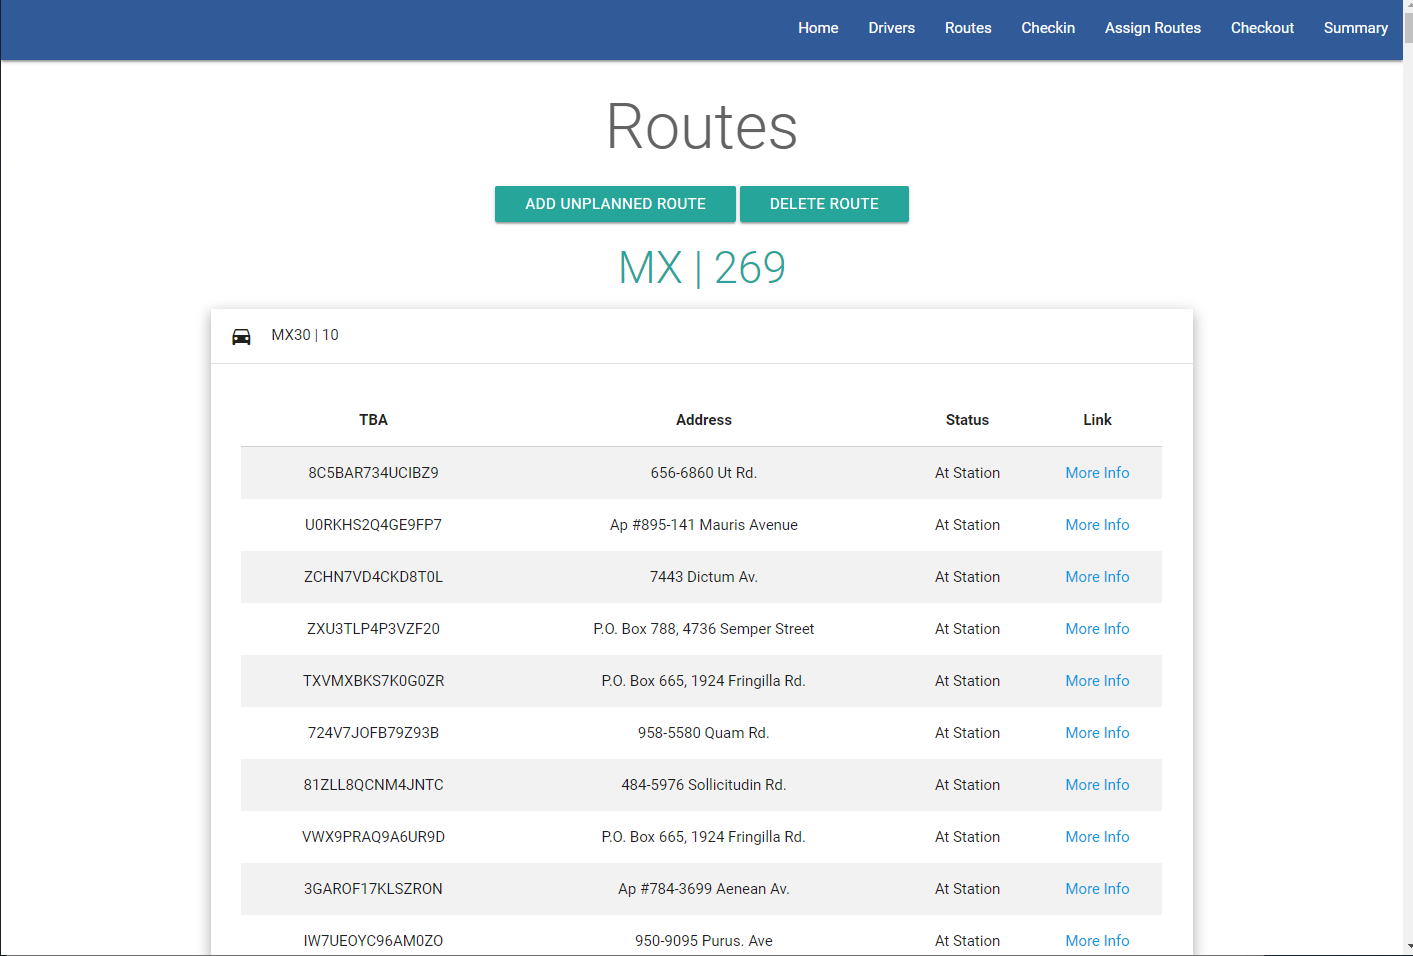 Home Drivers Routes Checkin Assign Routes Checkout Summary
Routes
ADD UNPLANNED ROUTE DELETE ROUTE
MX | 269
MX30 | 10
TBA Address Status Link
8C5BAR734UCIBZ9 656-6860 Ut Rd. At Station More Info
U0RKHS2Q4GE9FP7 Ap #895-141 Mauris Avenue At Station More Info
ZCHN7VD4CKD8T0L 7443 Dictum Av. At Station More Info
ZXU3TLP4P3VZF20 P.O. Box 788, 4736 Semper Street At Station More Info
TXVMXBKS7K0G0ZR P.O. Box 665, 1924 Fringilla Rd. At Station More Info
724V7JOFB79Z93B 958-5580 Quam Rd. At Station More Info
81ZLL8QCNM4JNTC 484-5976 Sollicitudin Rd. At Station More Info
VWX9PRAQ9A6UR9D P.O. Box 665, 1924 Fringilla Rd. At Station More Info
3GAROF17KLSZRON Ap #784-3699 Aenean Av. At Station More Info
IW7UEOYC96AM0ZO 950-9095 Purus. Ave At Station More Info